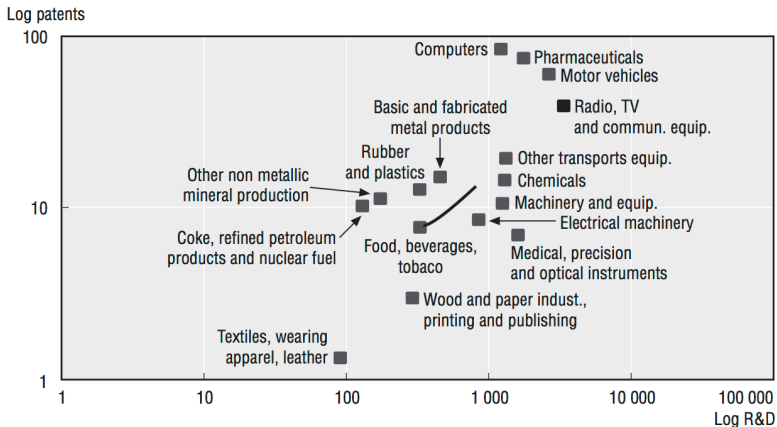 Log patents
100
Computers
Pharmaceuticals
Motor vehicles
Basic and fabricated
metal products
Radio, TV
and commun. equip.
Rubber
and plastics
Other non metallic
mineral production
Other transports equip.
Chemicals
Machinery and equip.
10
Electrical machinery
Coke, refined petroleum
products and nuclear fuel
Food, beverages,
tobacco
Medical, precision
and optical instruments
Wood and paper indust.,
printing and publishing
Textiles, wearing
apparel, leather
1
1
10
100
1 000
10 000
100 000
Log R&D